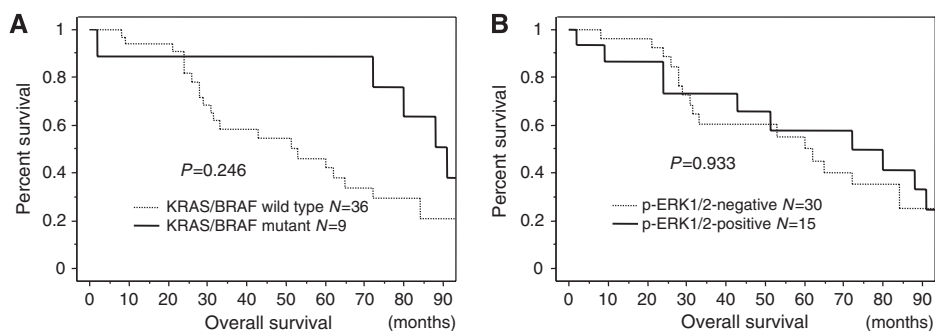 A
Percent survival
1
0.8
0.6
0.4
0.2
0
P=0.246
KRAS/BRAF wild type N=36
KRAS/BRAF mutant N=9
0 10 20 30 40 50 60 70 80 90
Overall survival (months)
B
Percent survival
1
0.8
0.6
0.4
0.2
0
P=0.933
p-ERK1/2-negative N=30
p-ERK1/2-positive N=15
0 10 20 30 40 50 60 70 80 90
Overall survival (months)